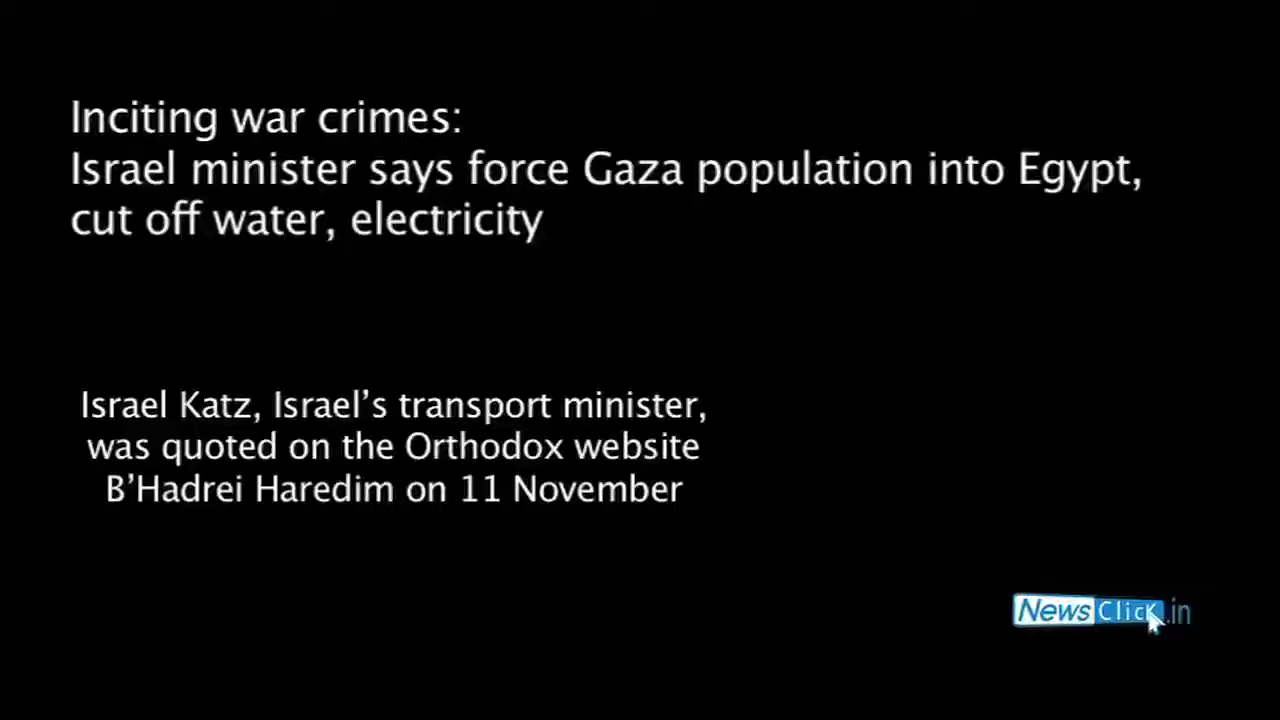 Inciting war crimes:
Israel minister says force Gaza population into Egypt,
cut off water, electricity
Israel Katz, Israel’s transport minister,
was quoted on the Orthodox website
B’Hadrei Haredim on 11 November
NewsClick.in